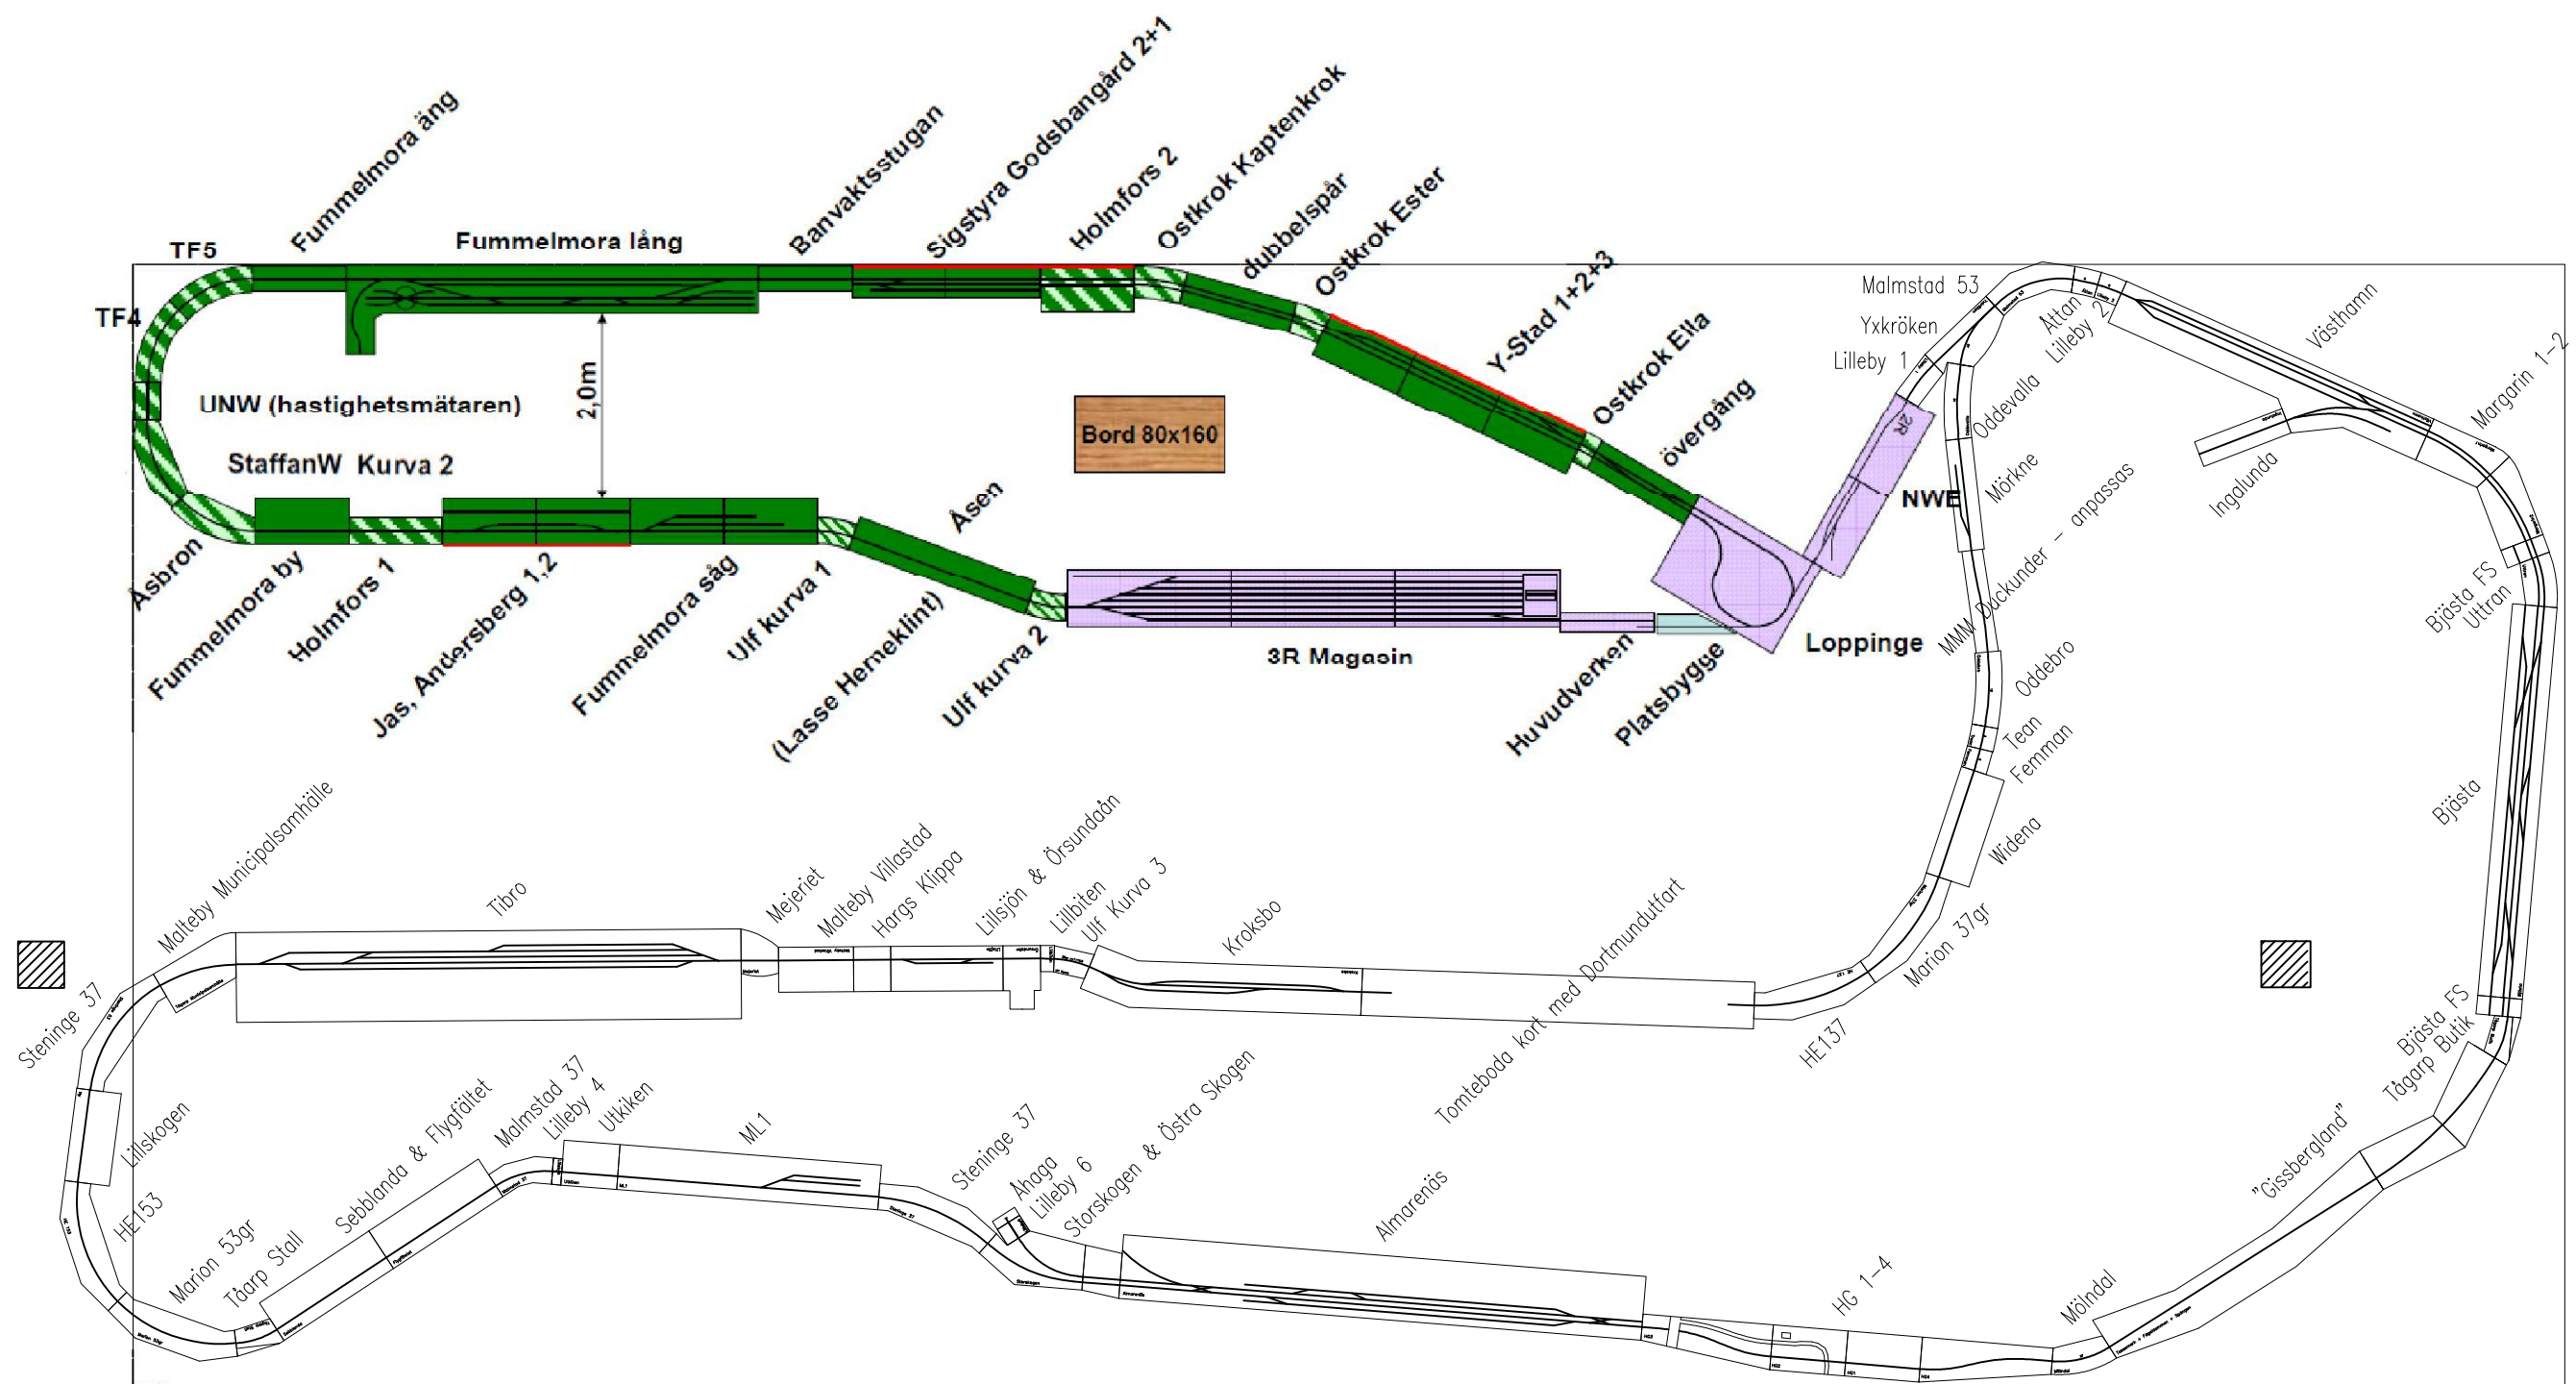 Fummelmora äng
Banvaktsstugan
Sigstyra Godsbangård 2+1
Holmfors 2
Ostkrok Kaptenkrok
dubbelspår
Ostkrok Ester
TF5
Fummelmora lång
TF4
Y-Stad 1+2+3
Ostkrok Ella
övergång
UNW (hastighetsmätaren)
2,0m
StaffanW Kurva 2
Bord 80x160
Malmstad 53
Yxkröken
Lilleby 1
Åttan
Lilleby 2
Västhamn
Margarin 1-2
2R
NWE
Oddevalla
Mörkne
Ingalunda
MMM Duckunder - anpassas
Åsbron
Fummelmora by
Holmfors 1
Jas, Andersberg 1,2
Fummelmora såg
Ulf kurva 1
Åsen
(Lasse Herneklint)
Ulf kurva 2
3R Magasin
Huvudverken
Platsbygge
Loppinge
Oddebro
Tean
Femman
Widena
Marion 37gr
HE137
Bjästa FS
Uttran
Bjästa
Bjästa FS
Tågarp Butik
"Gissbergland"
Malteby Municipalsamhälle
Tibro
Mejeriet
Malteby Villastad
Hargs Klippa
Lillsjön & Örsundaån
Lillbiten
Ulf Kurva 3
Kroksbo
Tomteboda kort med Dortmundutfart
Steninge 37
Lillskogen
HE153
Marion 53gr
Tåarp Stall
Sebblanda & Flygfältet
Malmstad 37
Lilleby 4
Utkiken
ML1
Steninge 37
Åhaga
Lilleby 6
Storskogen & Östra Skogen
Almarenäs
HG 1-4
Mölndal